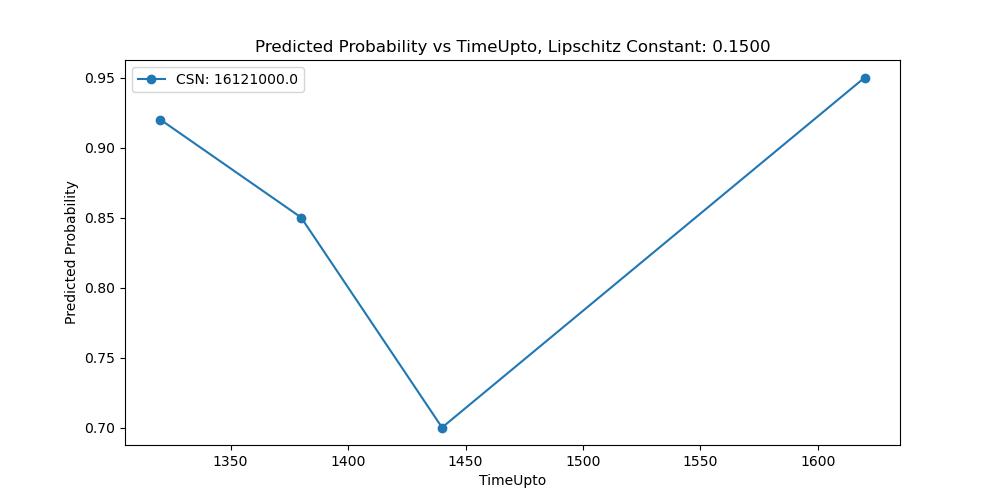 Predicted Probability vs TimeUpto, Lipschitz Constant: 0.1500
CSN: 16121000.0
0.95
0.90
0.85
0.80
0.75
0.70
Predicted Probability
1350 1400 1450 1500 1550 1600
TimeUpto